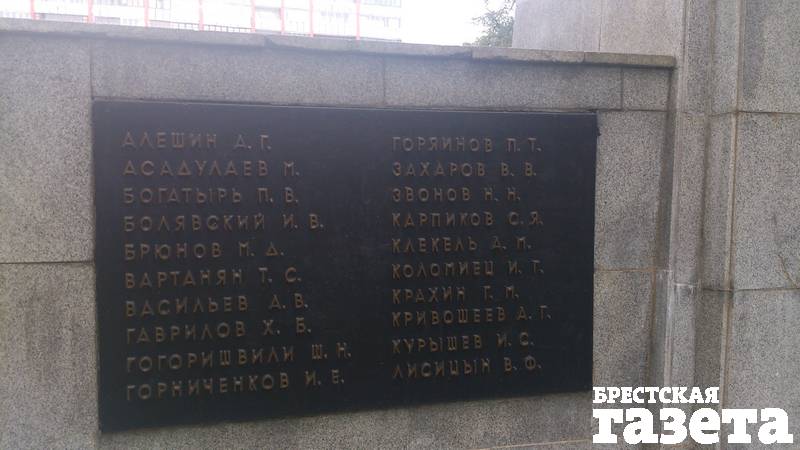 АЛЕШИН А. Г.
АСАДУЛАЕВ М.
БОГАТЫРЬ П. В.
БОЛЯВСКИЙ И. В.
БРЮНОВ М. Д.
ВАРТАНЯН Т. С.
ВАСИЛЬЕВ А. В.
ГАВРИЛОВ Х. Б.
ГОГОРИШВИЛИ Ш. Н.
ГОРНИЧЕНКОВ И. Е.
ГОРЯИНОВ П. Т.
ЗАХАРОВ В. В.
ЗВОНОВ Н. Н.
КАРПИКОВ С. Я.
КЛЕКЕЛЬ Д. М.
КОЛОМИЕЦ И. Г.
КРАХИН Г. М.
КРИВОШЕЕВ А. Г.
КУРЫШЕВ И. С.
ЛИСИЦЫН В. Ф.
БРЕСТСКАЯ
газета